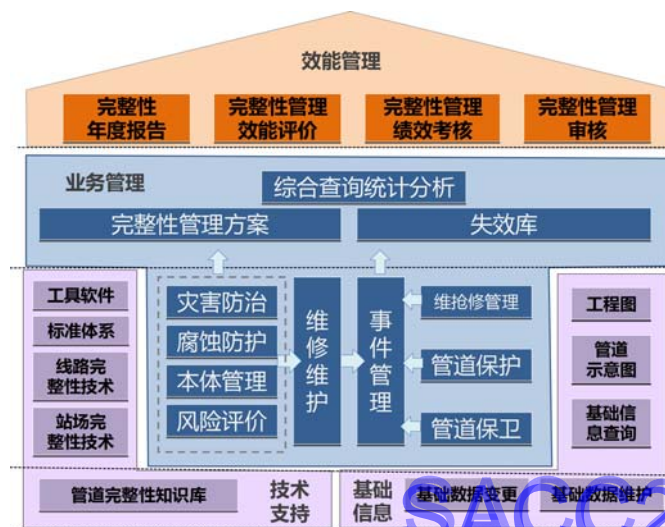 效能管理
完整性
年度报告
完整性管理
效能评价
完整性管理
绩效考核
完整性管理
审核
业务管理
综合查询统计分析
完整性管理方案
失效库
工具软件
标准体系
线路完
整性技术
站场完
整性技术
灾害防治
腐蚀防护
本体管理
风险评价
维修维护
事件管理
维抢修管理
管道保护
管道保卫
工程图
管道
示意图
基础信
息查询
管道完整性知识库
技术
支持
基础
信息
基础数据变更
基础数据维护
SACC2